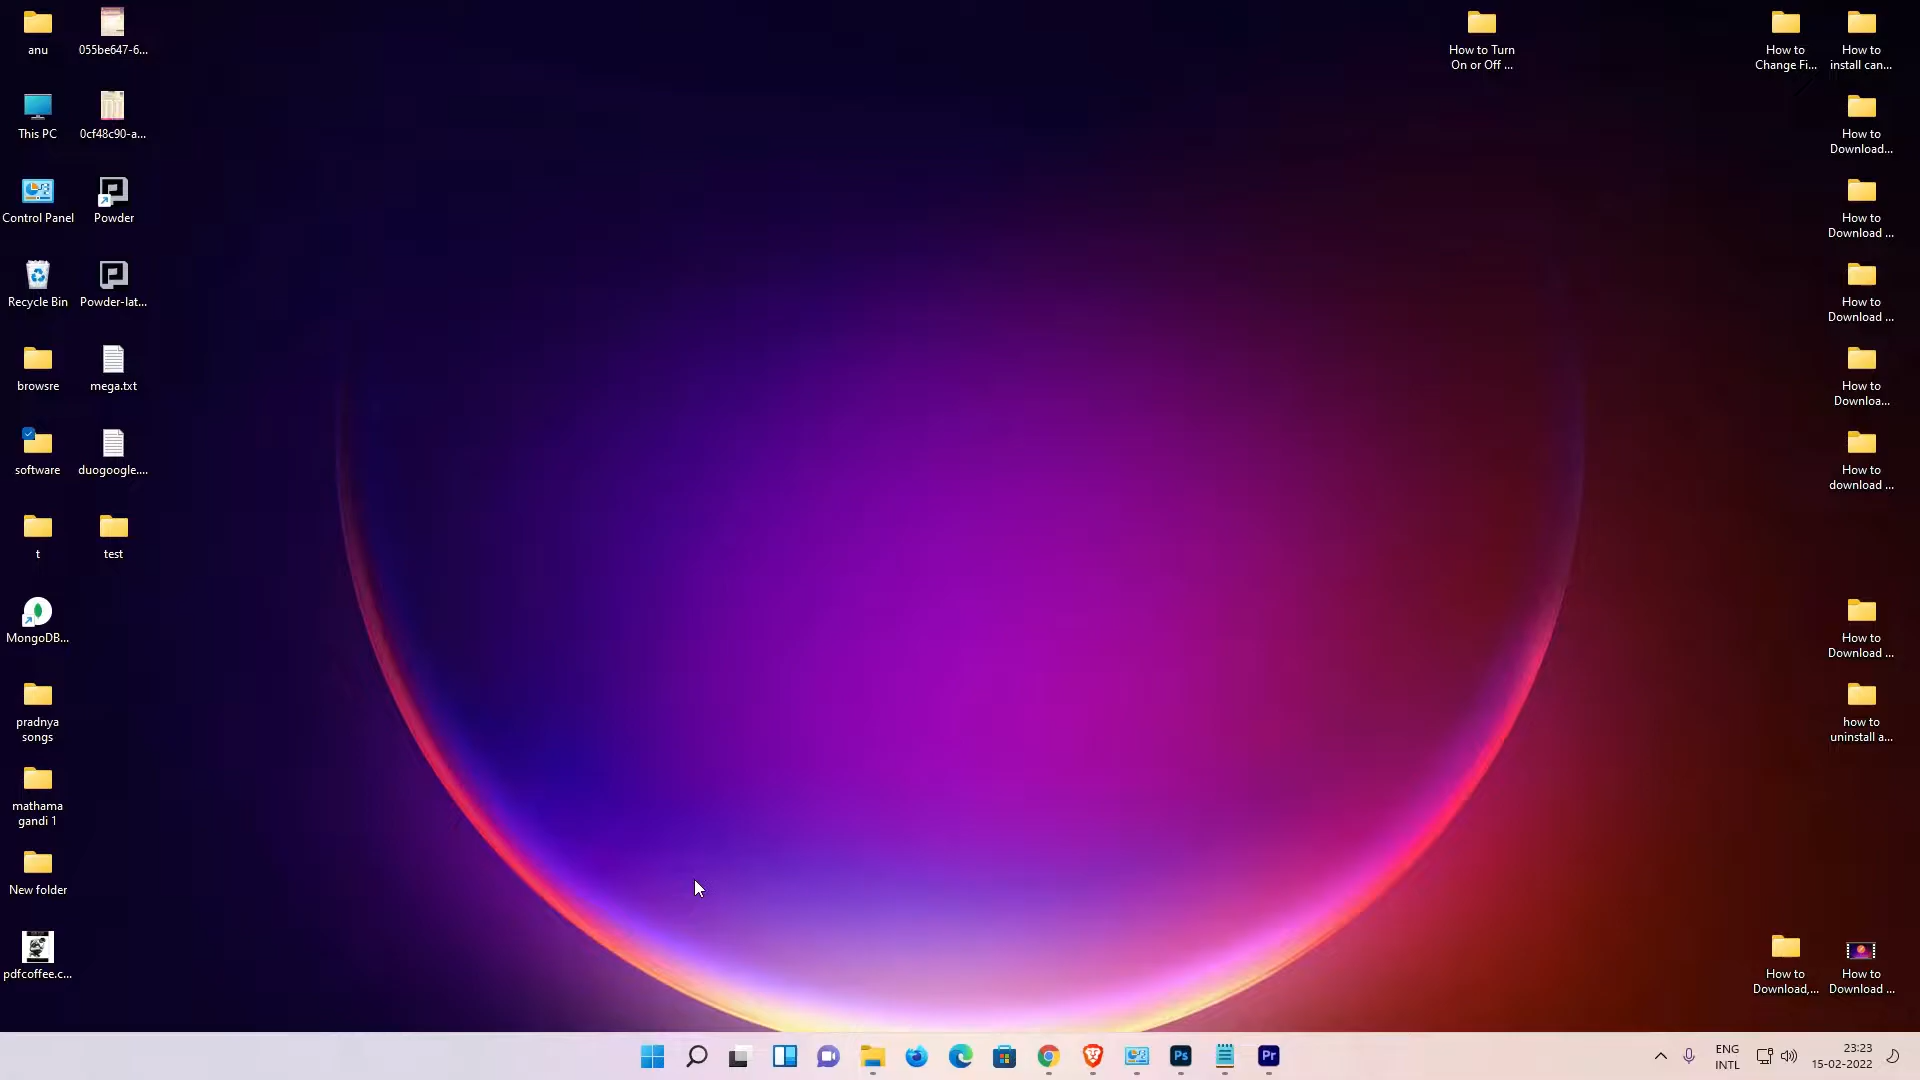 anu
055be647-6...
This PC
0cf48c90-a...
Control Panel
Powder
Recycle Bin
Powder-lat...
browsre
mega.txt
software
duogoogle....
t
test
MongoDB...
pradnya
songs
mathama
gandi 1
New folder
pdfcoffee.c...
How to Turn
On or Off ...
How to
Change Fi...
How to
install can...
How to
Download...
How to
Download ...
How to
Download ...
How to
Downloa...
How to
download ...
How to
Download ...
how to
uninstall a...
How to
Download,...
How to
Download ...
Ps
Pr
ENG
INTL
23:23
15-02-2022